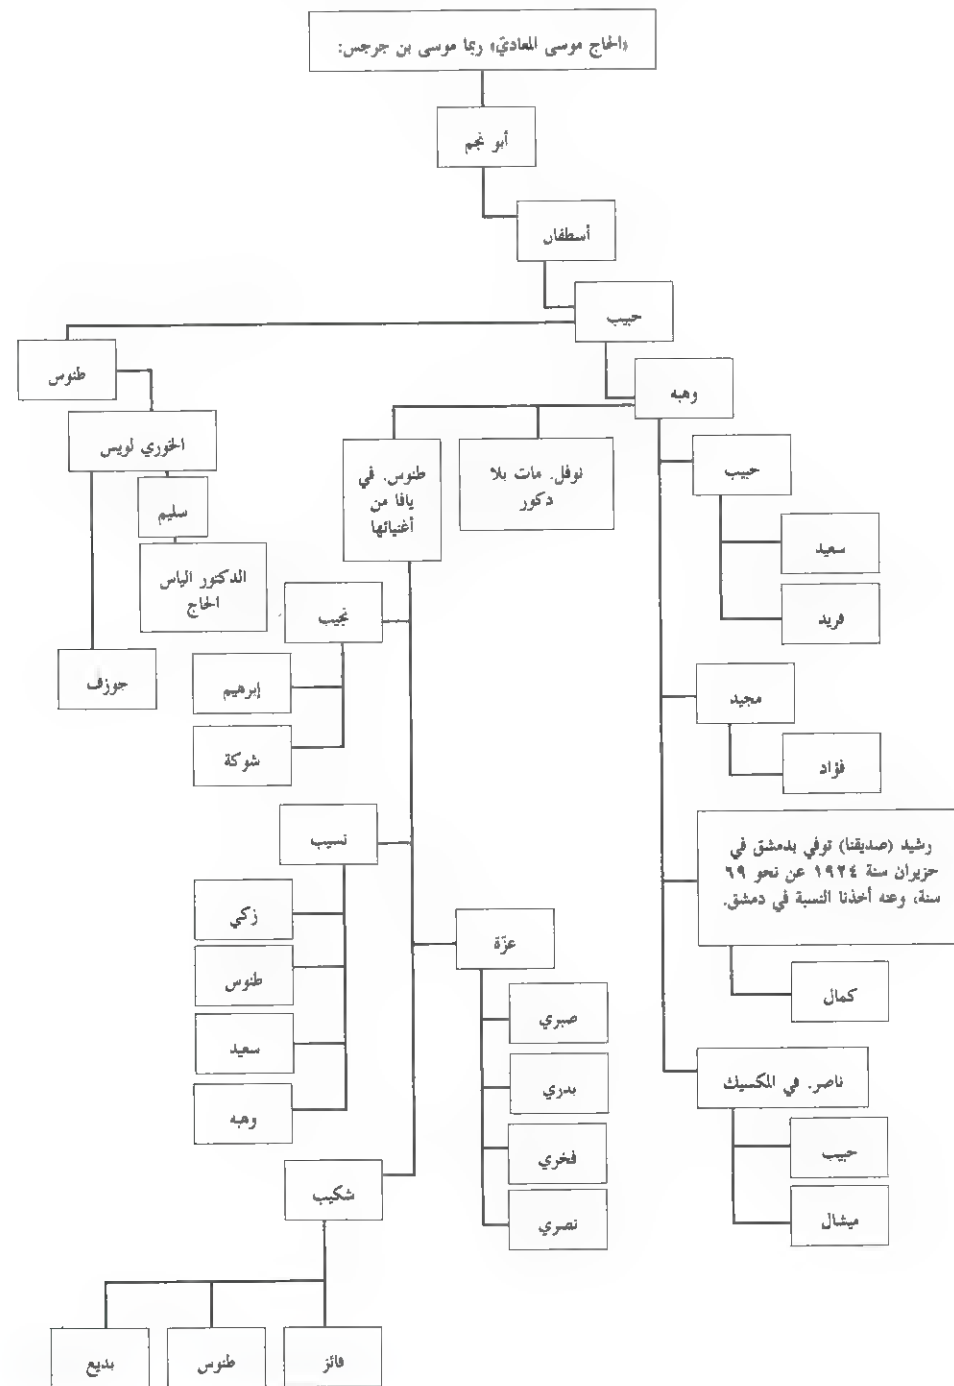 «الحاج موسى المعاديّ» ربما موسى بن جرجس:
أبو نجم
أسطفان
حبيب
طنوس
الخوري لويس
سليم
الدكتور الياس
الحاج
جوزف
وهبه
حبيب
سعيد
فريد
مجيد
فؤاد
رشيد (صديقنا) توفي بدمشق في
حزيران سنة ١٩٢٤ عن نحو ٦٩
سنة، وعنه أخذنا النسبة في دمشق.
كمال
ناصر. في المكسيك
حبيب
ميشال
نوفل. مات بلا
دكور
طنوس. في
يافا من
أغنيائها
نجيب
إبرهيم
شوكة
نسيب
زكي
طنوس
سعيد
وهبه
عزّة
صبري
بدري
فخري
نصري
شكيب
فائز
طنوس
بديع